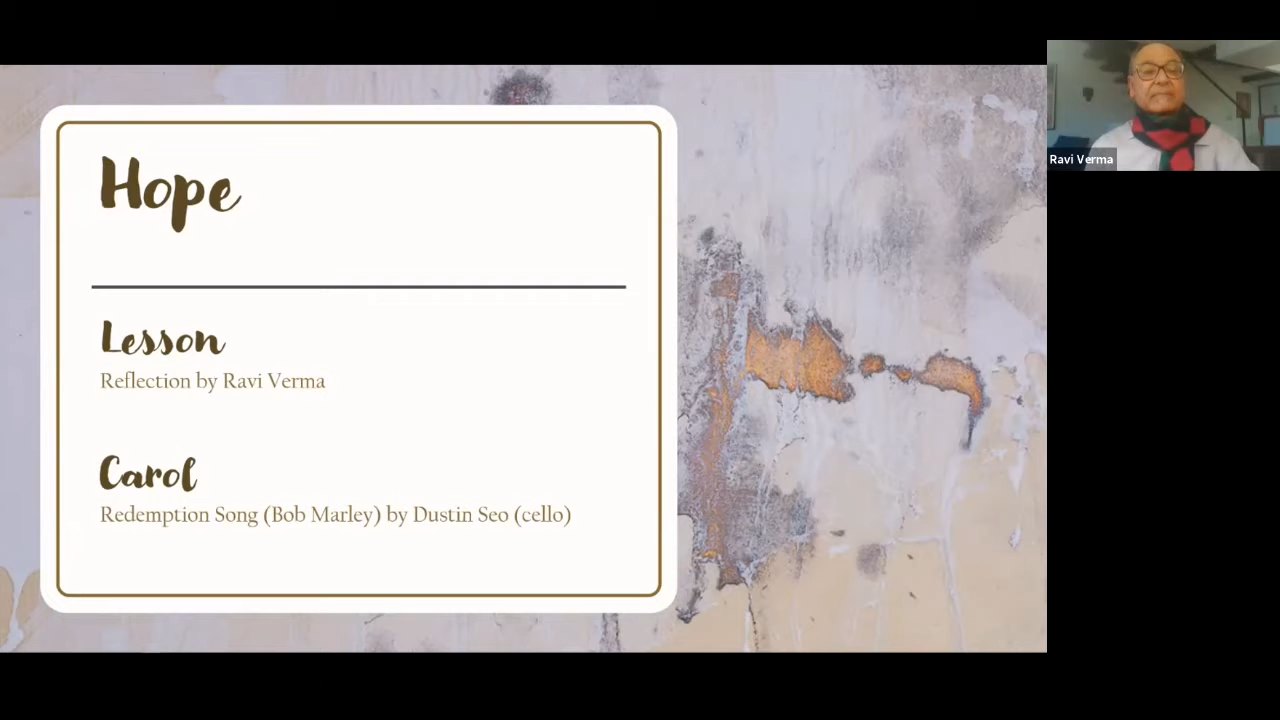 Hope
Lesson
Reflection by Ravi Verma
Carol
Redemption Song (Bob Marley) by Dustin Seo (cello)
Ravi Verma